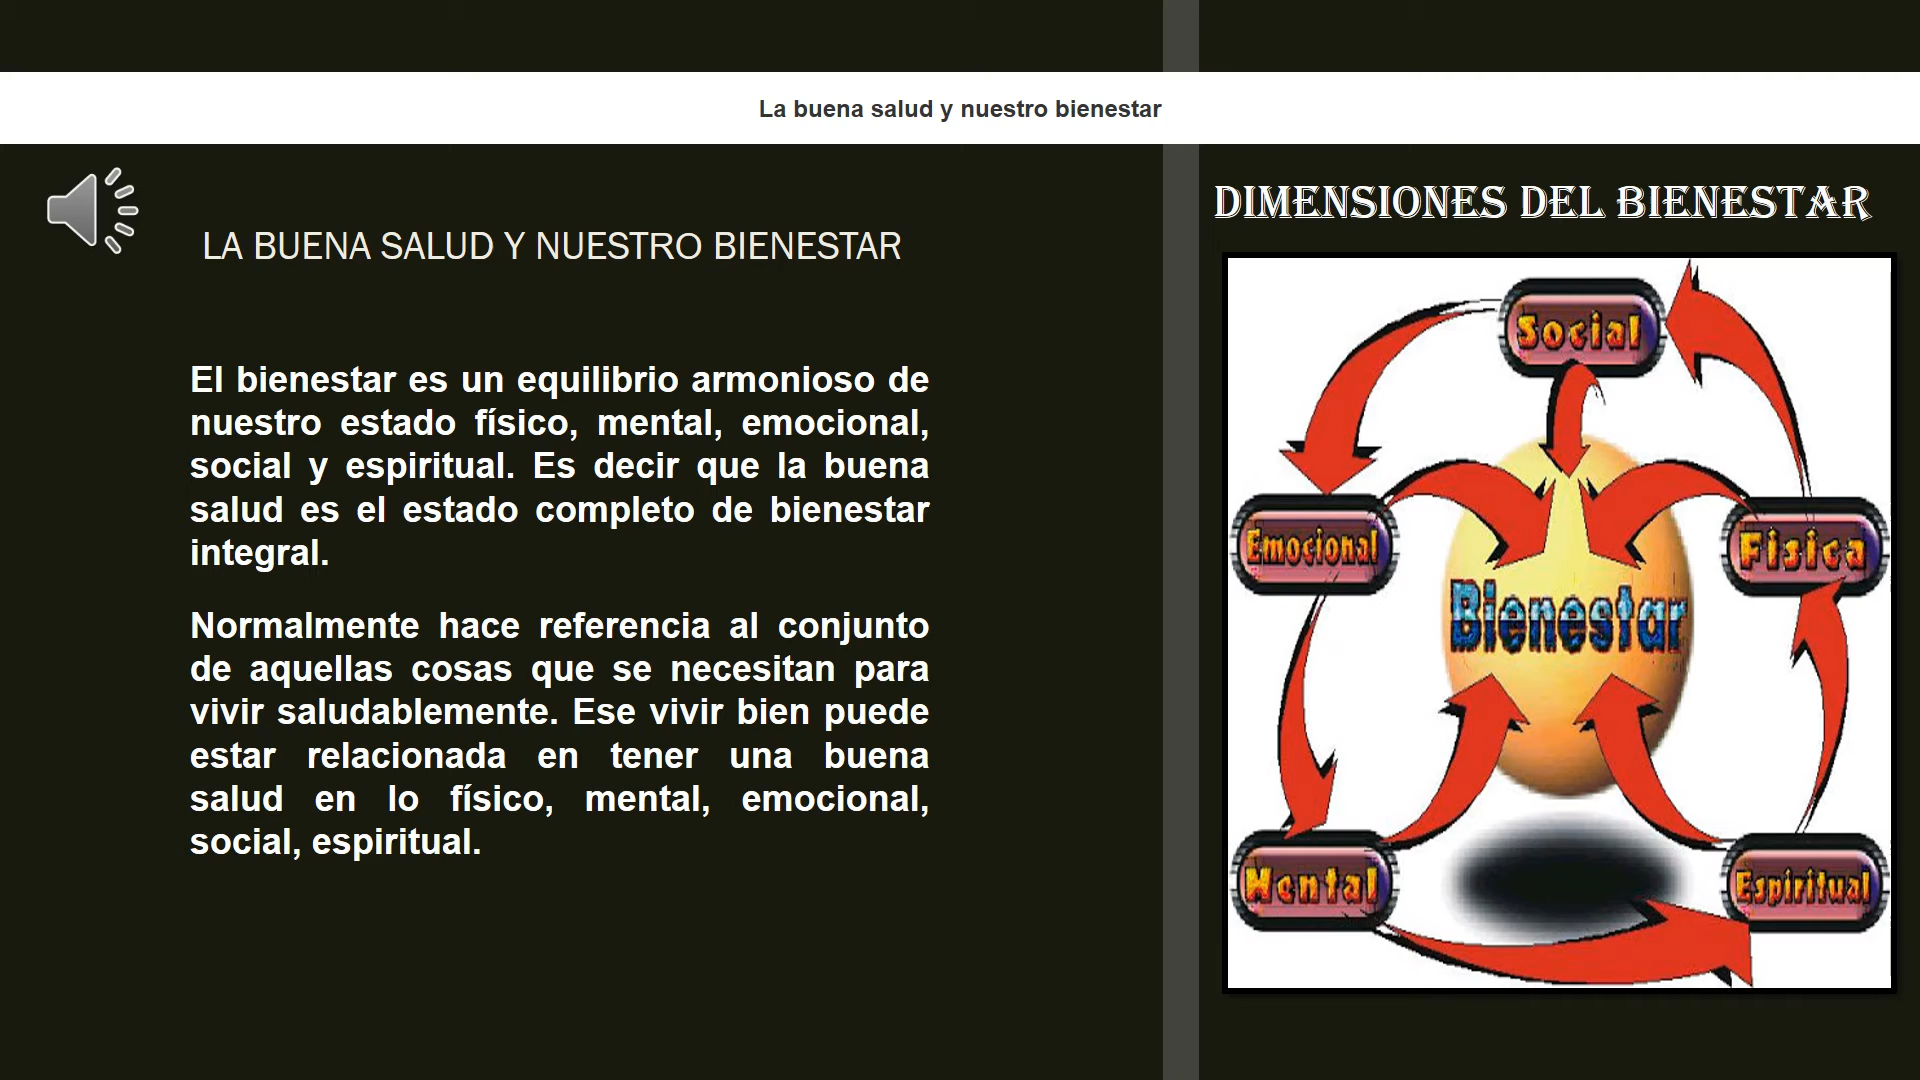 La buena salud y nuestro bienestar
LA BUENA SALUD Y NUESTRO BIENESTAR
El bienestar es un equilibrio armonioso de
nuestro estado físico, mental, emocional,
social y espiritual. Es decir que la buena
salud es el estado completo de bienestar
integral.
Normalmente hace referencia al conjunto
de aquellas cosas que se necesitan para
vivir saludablemente. Ese vivir bien puede
estar relacionada en tener una buena
salud en lo físico, mental, emocional,
social, espiritual.
DIMENSIONES DEL BIENESTAR
Social
Emocional
Fisica
Bienestar
Mental
Espiritual